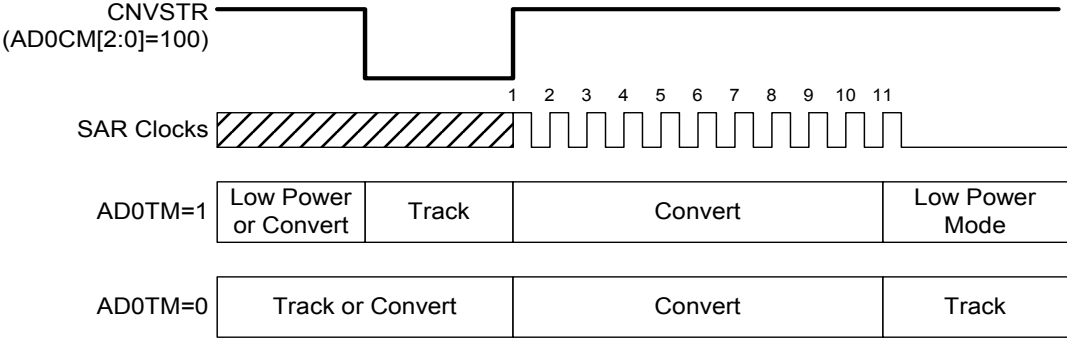 CNVSTR
(AD0CM[2:0]=100)
1 2 3 4 5 6 7 8 9 10 11
SAR Clocks
AD0TM=1
Low Power
or Convert
Track
Convert
Low Power
Mode
AD0TM=0
Track or Convert
Convert
Track